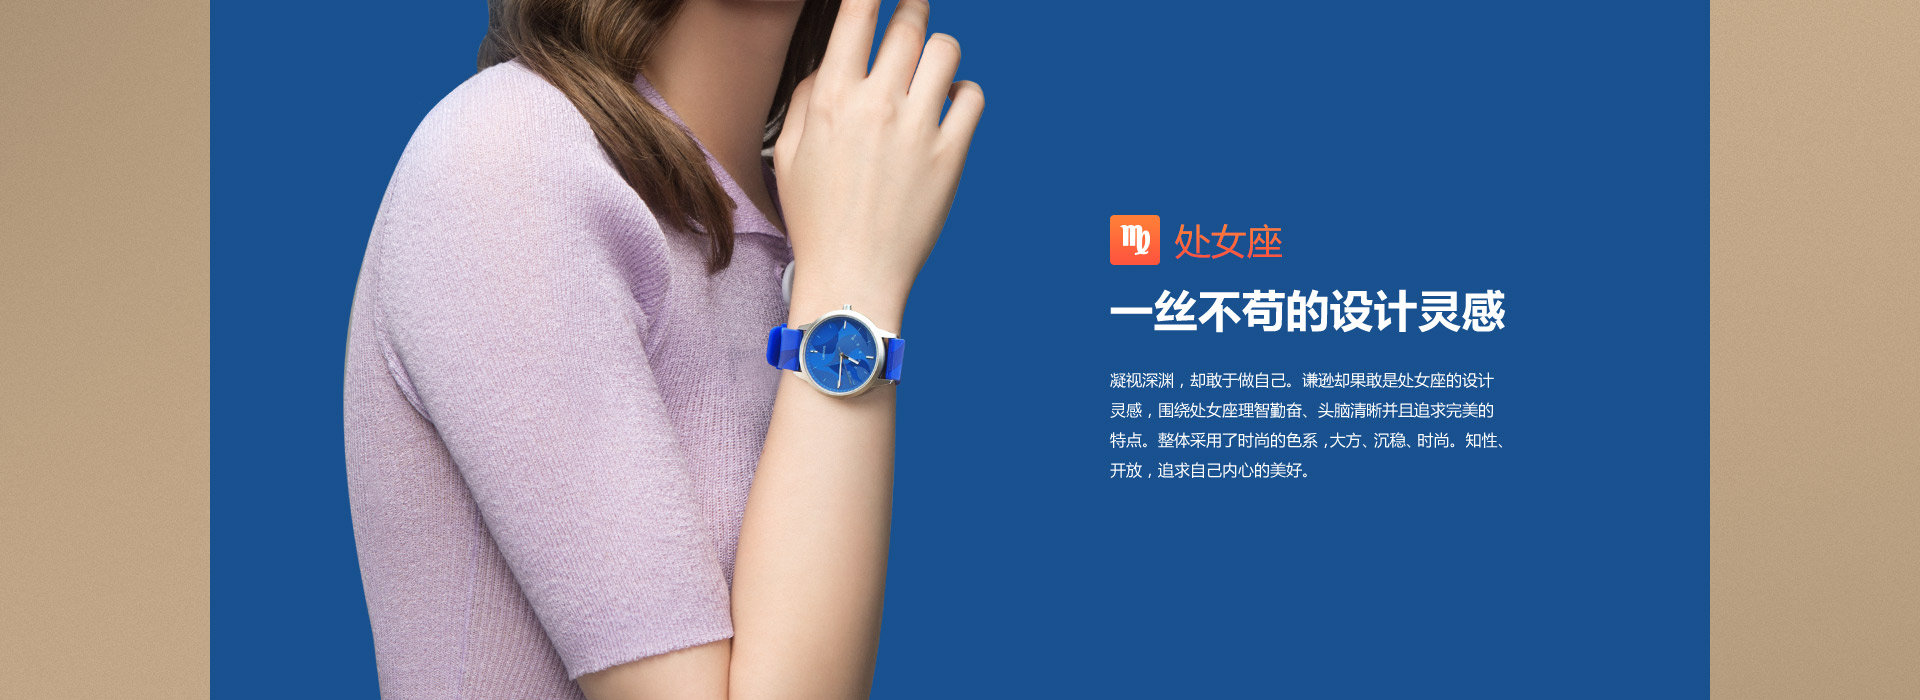 处女座
一丝不苟的设计灵感
凝视深渊，却敢于做自己。谦逊却果敢是处女座的设计
灵感，围绕处女座理智勤奋、头脑清晰并且追求完美的
特点。整体采用了时尚的色系，大方、沉稳、时尚。知性、
开放，追求自己内心的美好。